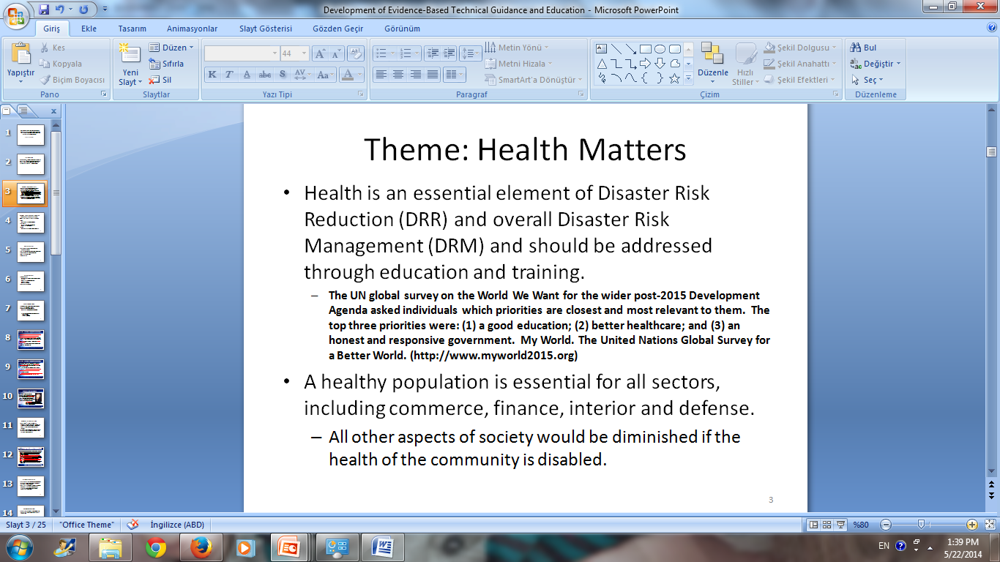 Development of Evidence-Based Technical Guidance and Education - Microsoft PowerPoint
Giriş
Ekle
Tasarım
Animasyonlar
Slayt Gösterisi
Gözden Geçir
Görünüm
Yapıştır
Kes
Kopyala
Biçim Boyacısı
Pano
Yeni
Slayt
Düzen
Sıfırla
Sil
Slaytlar
44
K T A abc S AV Aa A
Yazı Tipi
Metin Yönü
Metni Hizala
SmartArt'a Dönüştür
Paragraf
Düzenle
Hızlı
Stiller
Şekil Dolgusu
Şekil Anahattı
Şekil Efektleri
Çizim
Bul
Değiştir
Seç
Düzenleme
1
2
3
4
5
6
7
8
9
10
11
12
13
14
Theme: Health Matters
• Health is an essential element of Disaster Risk
Reduction (DRR) and overall Disaster Risk
Management (DRM) and should be addressed
through education and training.
– The UN global survey on the World We Want for the wider post-2015 Development
Agenda asked individuals which priorities are closest and most relevant to them. The
top three priorities were: (1) a good education; (2) better healthcare; and (3) an
honest and responsive government. My World. The United Nations Global Survey for
a Better World. (http://www.myworld2015.org)
• A healthy population is essential for all sectors,
including commerce, finance, interior and defense.
– All other aspects of society would be diminished if the
health of the community is disabled.
3
Slayt 3 / 25
"Office Theme"
İngilizce (ABD)
%80
EN
1:39 PM
5/22/2014